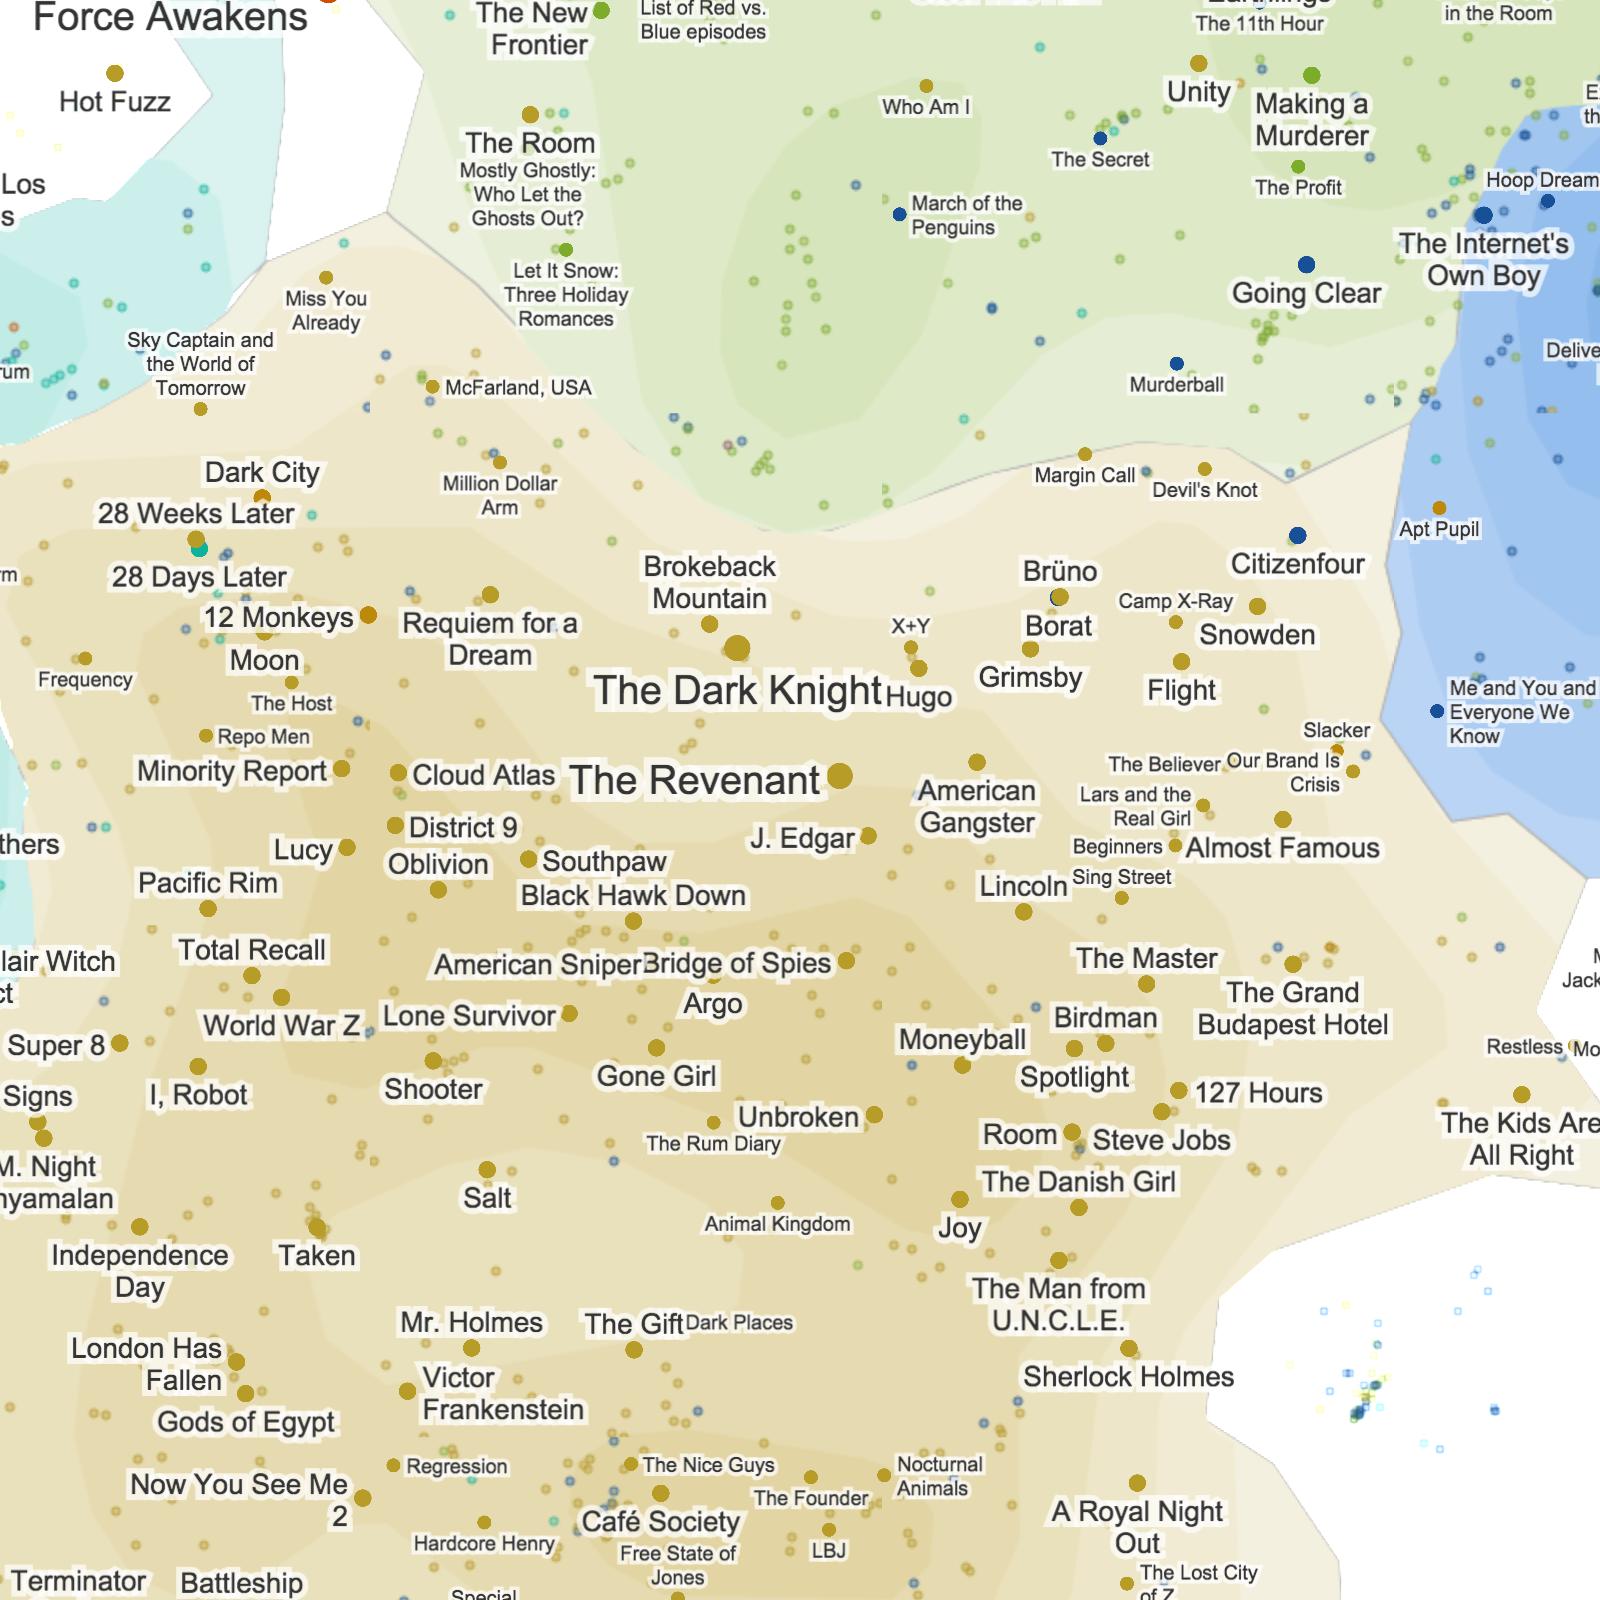 Force Awakens
The New
Frontier
List of Red vs.
Blue episodes
The 11th Hour
in the Room
Hot Fuzz
Who Am I
Unity
Making a
Murderer
The Room
Mostly Ghostly:
Who Let the
Ghosts Out?
The Secret
The Profit
Hoop Dream
Los
s
March of the
Penguins
The Internet's
Own Boy
Let It Snow:
Three Holiday
Romances
Going Clear
Miss You
Already
Sky Captain and
the World of
Tomorrow
Delive
rum
McFarland, USA
Murderball
Dark City
Million Dollar
Arm
Margin Call
Devil's Knot
28 Weeks Later
Apt Pupil
28 Days Later
Brokeback
Mountain
Brüno
Citizenfour
12 Monkeys
Requiem for a
Dream
X+Y
Borat
Camp X-Ray
Snowden
Moon
Frequency
The Host
The Dark Knight
Hugo
Grimsby
Flight
Me and You and
Everyone We
Know
Repo Men
Slacker
Minority Report
Cloud Atlas
The Revenant
American
Gangster
The Believer
Our Brand Is
Crisis
Lars and the
Real Girl
thers
Lucy
District 9
J. Edgar
Beginners
Almost Famous
Oblivion
Southpaw
Pacific Rim
Black Hawk Down
Lincoln
Sing Street
lair Witch
ct
Total Recall
American Sniper
Bridge of Spies
The Master
Jack
World War Z
Lone Survivor
Argo
Birdman
The Grand
Budapest Hotel
Super 8
Moneyball
Restless
Mo
Signs
I, Robot
Shooter
Gone Girl
Spotlight
127 Hours
Unbroken
The Rum Diary
Room
Steve Jobs
The Kids Are
All Right
M. Night
hyamalan
Salt
The Danish Girl
Animal Kingdom
Joy
Independence
Day
Taken
The Man from
U.N.C.L.E.
Mr. Holmes
The Gift
Dark Places
London Has
Fallen
Victor
Frankenstein
Sherlock Holmes
Gods of Egypt
Regression
The Nice Guys
Nocturnal
Animals
Now You See Me
2
The Founder
Café Society
A Royal Night
Out
Hardcore Henry
Free State of
Jones
LBJ
Terminator
Battleship
The Lost City
of Z
Special